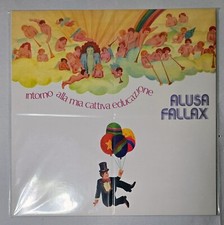 intorno alla mia cattiva educazione
ALUSA
FALLAX